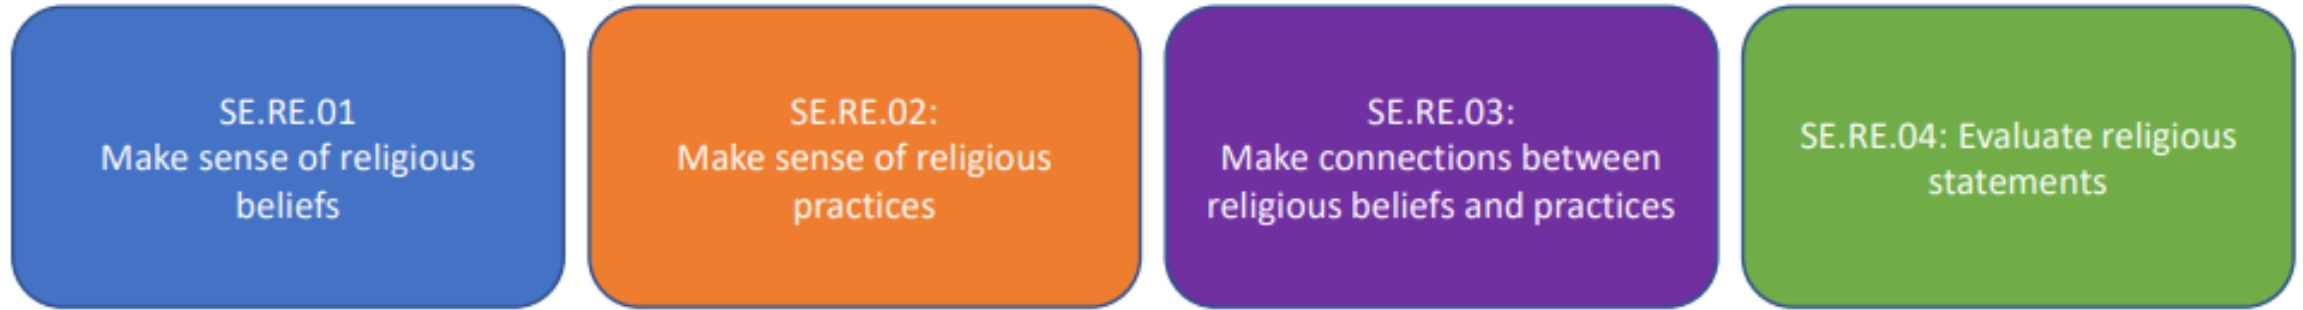 SE.RE.01
Make sense of religious
beliefs
SE.RE.02:
Make sense of religious
practices
SE.RE.03:
Make connections between
religious beliefs and practices
SE.RE.04: Evaluate religious
statements